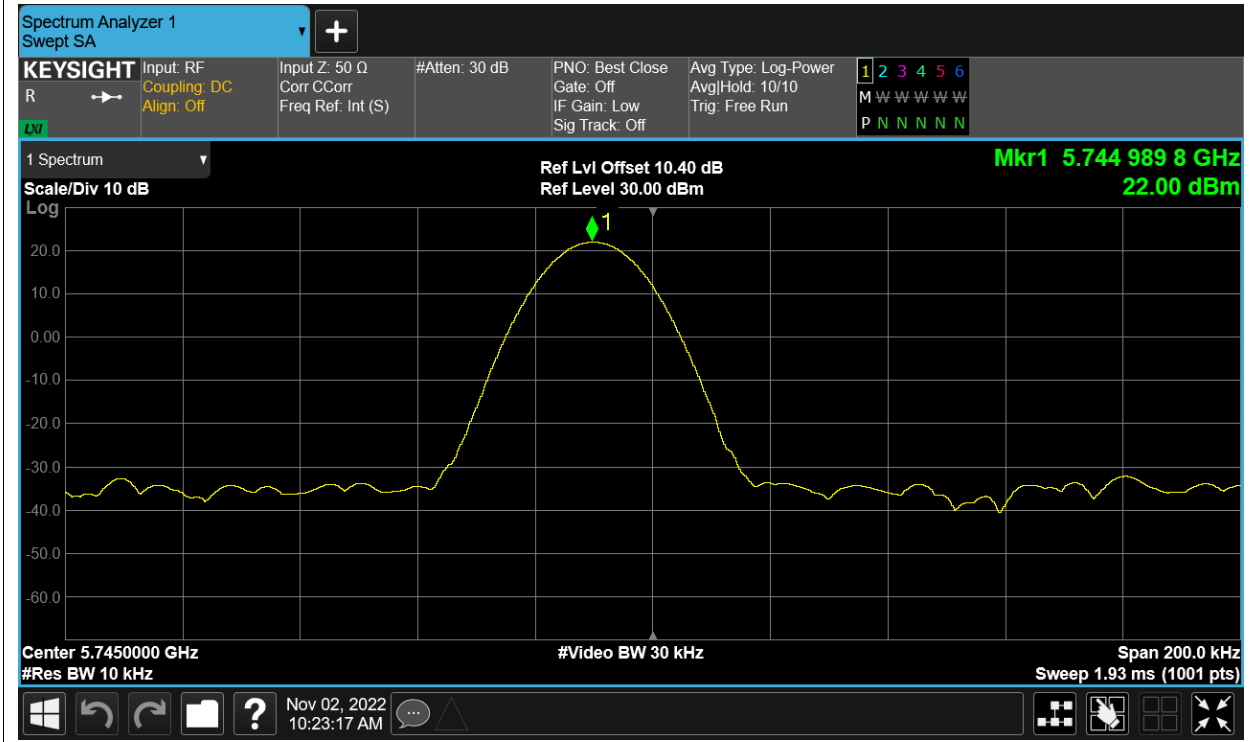 Spectrum Analyzer 1
Swept SA
KEYSIGHT
R
LXI
Input: RF
Coupling: DC
Align: Off
Input Z: 50 Ω
Corr CCorr
Freq Ref: Int (S)
#Atten: 30 dB
PNO: Best Close
Gate: Off
IF Gain: Low
Sig Track: Off
Avg Type: Log-Power
Avg|Hold: 10/10
Trig: Free Run
1 2 3 4 5 6
M W W W W W
P N N N N N
1 Spectrum
Scale/Div 10 dB
Log
Ref Lvl Offset 10.40 dB
Ref Level 30.00 dBm
Mkr1 5.744 989 8 GHz
22.00 dBm
1
20.0
10.0
0.00
-10.0
-20.0
-30.0
-40.0
-50.0
-60.0
Center 5.7450000 GHz
#Video BW 30 kHz
Span 200.0 kHz
#Res BW 10 kHz
Sweep 1.93 ms (1001 pts)
?
Nov 02, 2022
10:23:17 AM